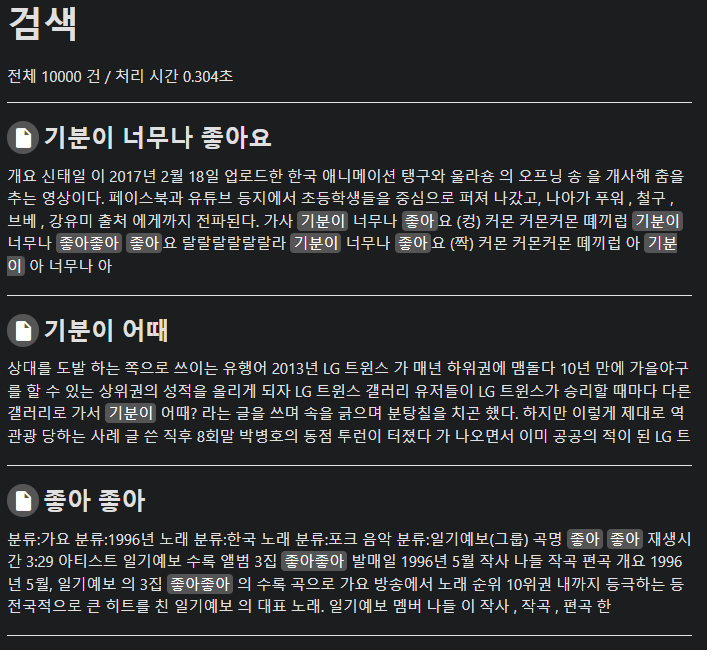 검색
전체 10000 건 / 처리 시간 0.304초
기분이 너무나 좋아요
개요 신태일 이 2017년 2월 18일 업로드한 한국 애니메이션 탱구와 울라숑 의 오프닝 송 을 개사해 춤을
추는 영상이다. 페이스북과 유튜브 등지에서 초등학생들을 중심으로 퍼져 나갔고, 나아가 푸워 , 철구 ,
브베 , 강유미 출처 에게까지 전파된다. 가사 기분이 너무나 좋아요 (컹) 커몬 커몬커몬 떼끼럽 기분이
너무나 좋아좋아 좋아요 랄랄랄랄랄랄라 기분이 너무나 좋아요 (짝) 커몬 커몬커몬 떼끼럽 아 기분
이 아 너무나 아
기분이 어때
상대를 도발 하는 쪽으로 쓰이는 유행어 2013년 LG 트윈스 가 매년 하위권에 맴돌다 10년 만에 가을야구
를 할 수 있는 상위권의 성적을 올리게 되자 LG 트윈스 갤러리 유저들이 LG 트윈스가 승리할 때마다 다른
갤러리로 가서 기분이 어때? 라는 글을 쓰며 속을 긁으며 분탕칠을 치곤 했다. 하지만 이렇게 제대로 역
관광 당하는 사례 글 쓴 직후 8회말 박병호의 동점 투런이 터졌다 가 나오면서 이미 공공의 적이 된 LG 트
좋아 좋아
분류:가요 분류:1996년 노래 분류:한국 노래 분류:포크 음악 분류:일기예보(그룹) 곡명 좋아 좋아 재생시
간 3:29 아티스트 일기예보 수록 앨범 3집 좋아좋아 발매일 1996년 5월 작사 나들 작곡 편곡 개요 1996
년 5월, 일기예보 의 3집 좋아좋아 의 수록 곡으로 가요 방송에서 노래 순위 10위권 내까지 등극하는 등
전국적으로 큰 히트를 친 일기예보 의 대표 노래. 일기예보 멤버 나들 이 작사 , 작곡 , 편곡 한